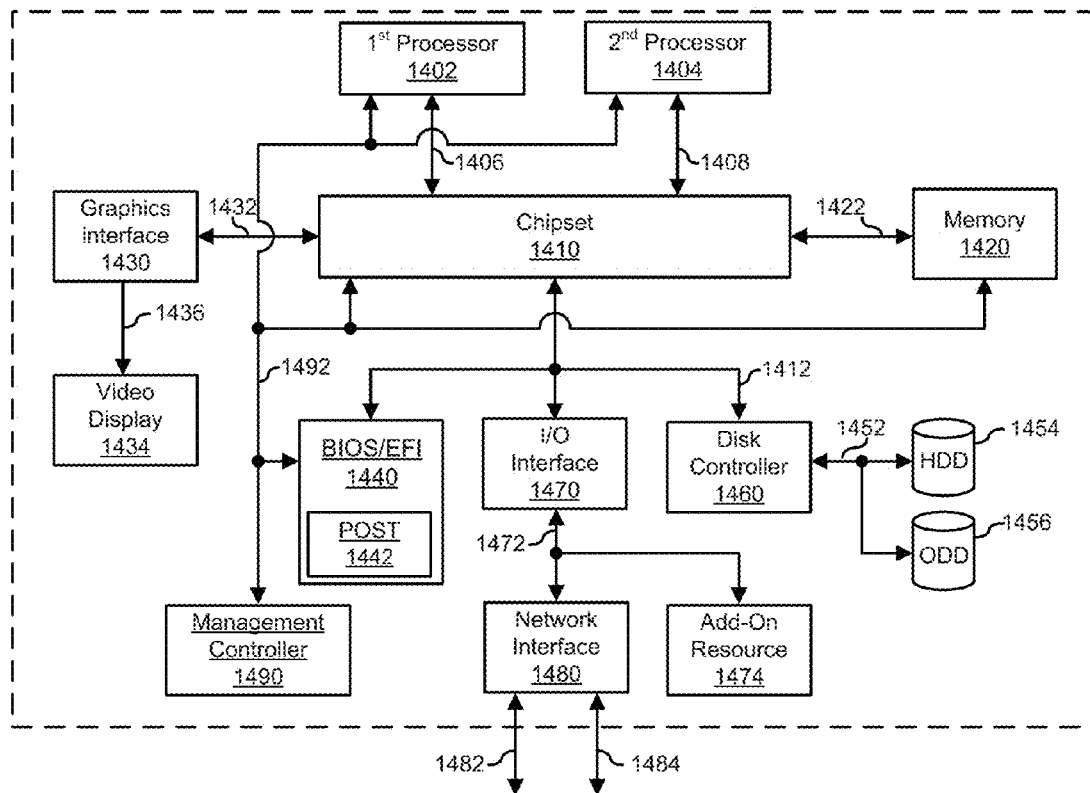 1st Processor
1402
2nd Processor
1404
1406
1408
Graphics
interface
1430
1432
Chipset
1410
1422
Memory
1420
1436
1492
1412
Video
Display
1434
BIOS/EFI
1440
POST
1442
I/O
Interface
1470
Disk
Controller
1460
1452
HDD
1454
ODD
1456
1472
Management
Controller
1490
Network
Interface
1480
Add-On
Resource
1474
1482
1484